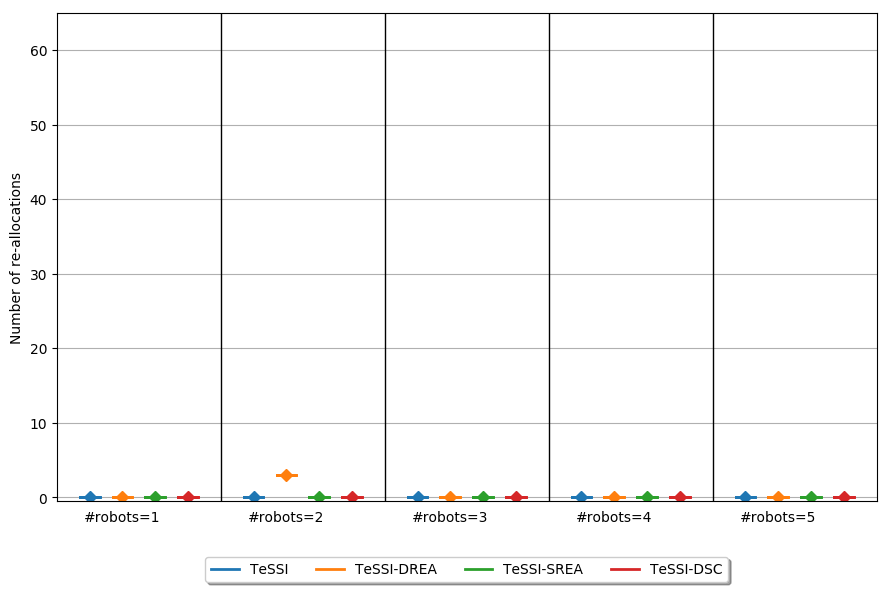 Number of re-allocations
60
50
40
30
20
10
0
#robots=1 #robots=2 #robots=3 #robots=4 #robots=5
TeSSI TeSSI-DREA TeSSI-SREA TeSSI-DSC